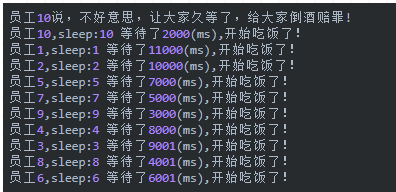 员工10说，不好意思，让大家久等了，给大家倒酒赔罪！
员工10,sleep:10 等待了2000(ms),开始吃饭了！
员工1,sleep:1 等待了11000(ms),开始吃饭了！
员工2,sleep:2 等待了10000(ms),开始吃饭了！
员工5,sleep:5 等待了7000(ms),开始吃饭了！
员工7,sleep:7 等待了5000(ms),开始吃饭了！
员工9,sleep:9 等待了3000(ms),开始吃饭了！
员工4,sleep:4 等待了8000(ms),开始吃饭了！
员工3,sleep:3 等待了9001(ms),开始吃饭了！
员工8,sleep:8 等待了4001(ms),开始吃饭了！
员工6,sleep:6 等待了6001(ms),开始吃饭了！